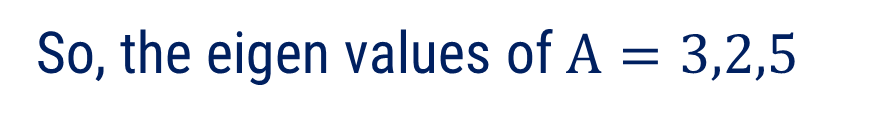 So, the eigen values of A = 3,2,5